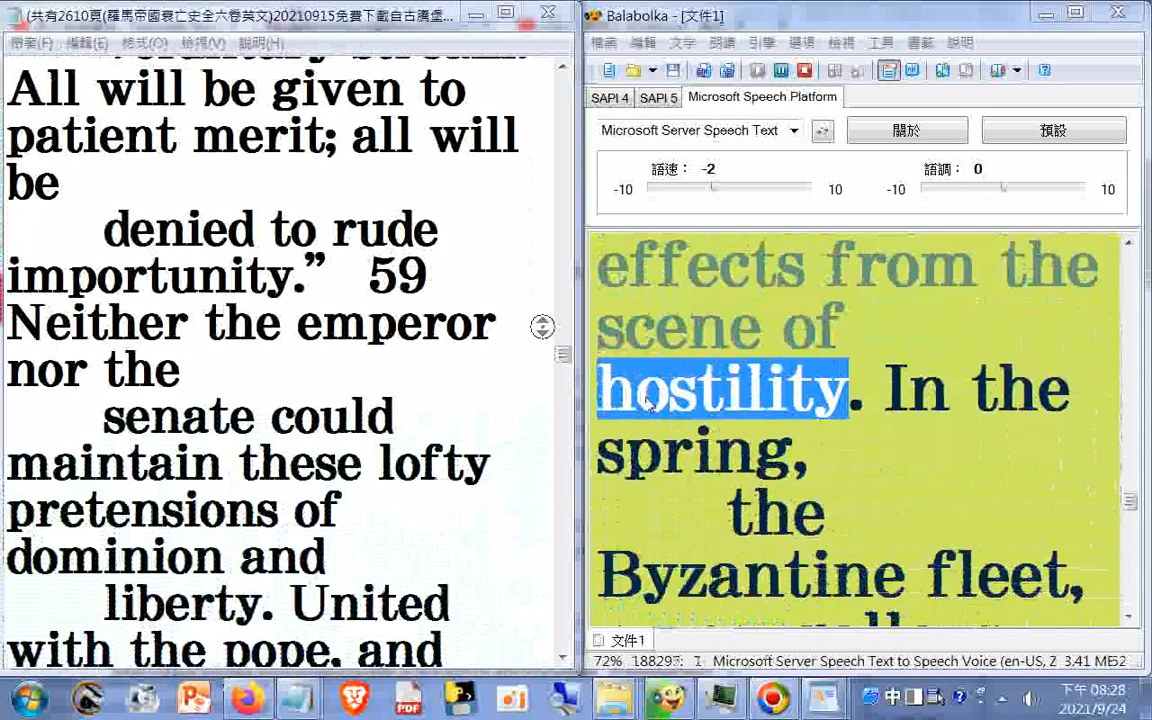 (共有2610頁(羅馬帝國衰亡史全六卷英文)20210915免費下載自古騰堡...
檔案(F) 編輯(E) 格式(O) 檢視(V) 說明(H)
All will be given to
patient merit; all will
be
denied to rude
importunity.” 59
Neither the emperor
nor the
senate could
maintain these lofty
pretensions of
dominion and
liberty. United
with the pope, and
Balabolka - [文件1]
檔案 編輯 文字 朗讀 引擎 選項 檢視 工具 書籤 說明
SAPI 4 SAPI 5 Microsoft Speech Platform
Microsoft Server Speech Text 關於 預設
語速： -2 語調： 0
-10 10 -10 10
effects from the
scene of
hostility. In the
spring,
the
Byzantine fleet,
文件1
72% 188297: 1 Microsoft Server Speech Text to Speech Voice (en-US, Z 3.41 MB
下午 08:28
2021/9/24